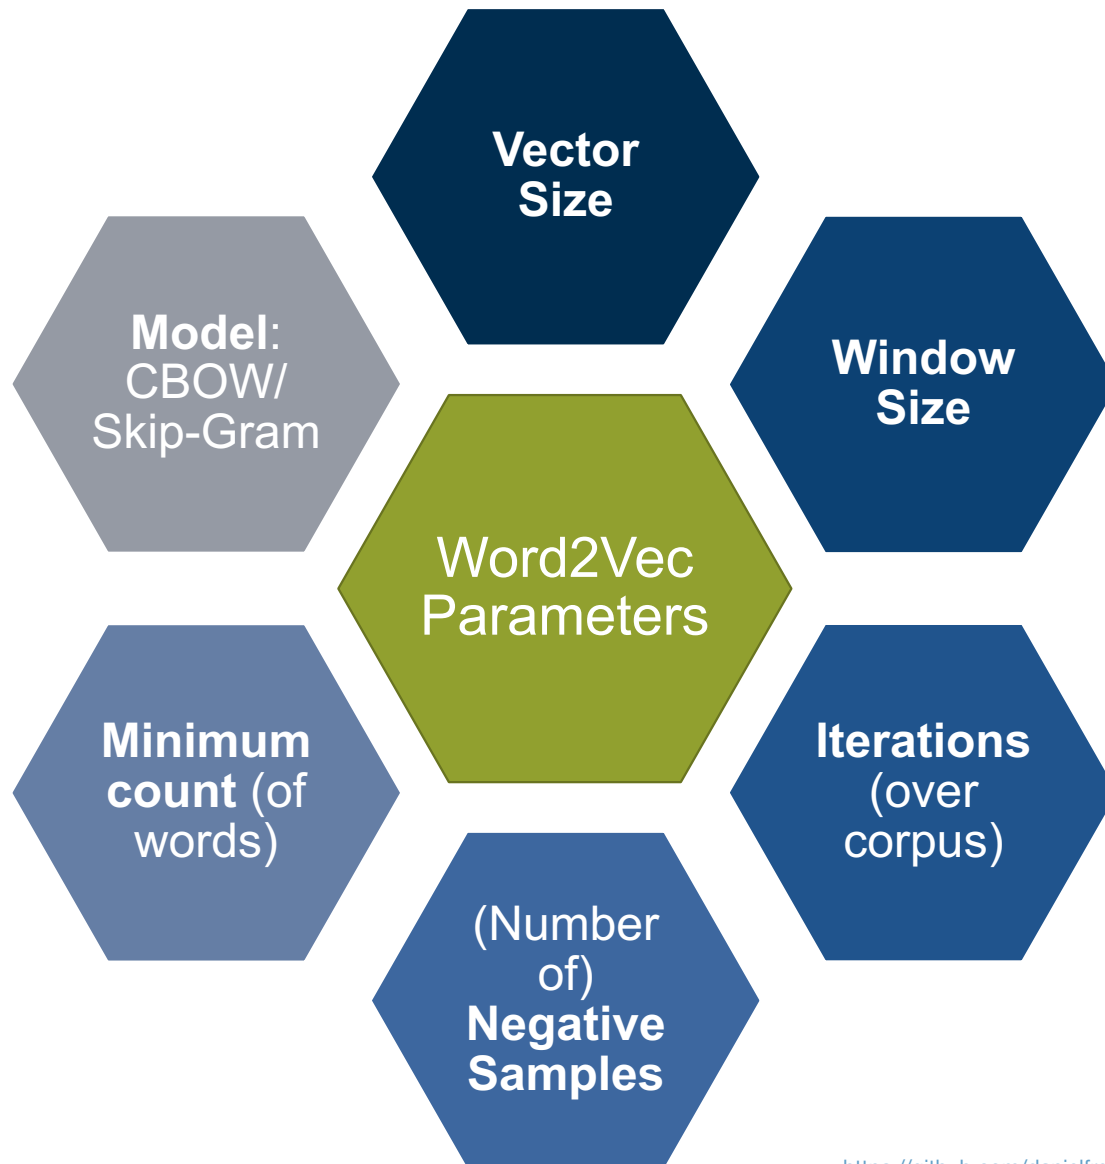 Vector
Size
Model:
CBOW/
Skip-Gram
Window
Size
Word2Vec
Parameters
Minimum
count (of
words)
Iterations
(over
corpus)
(Number
of)
Negative
Samples